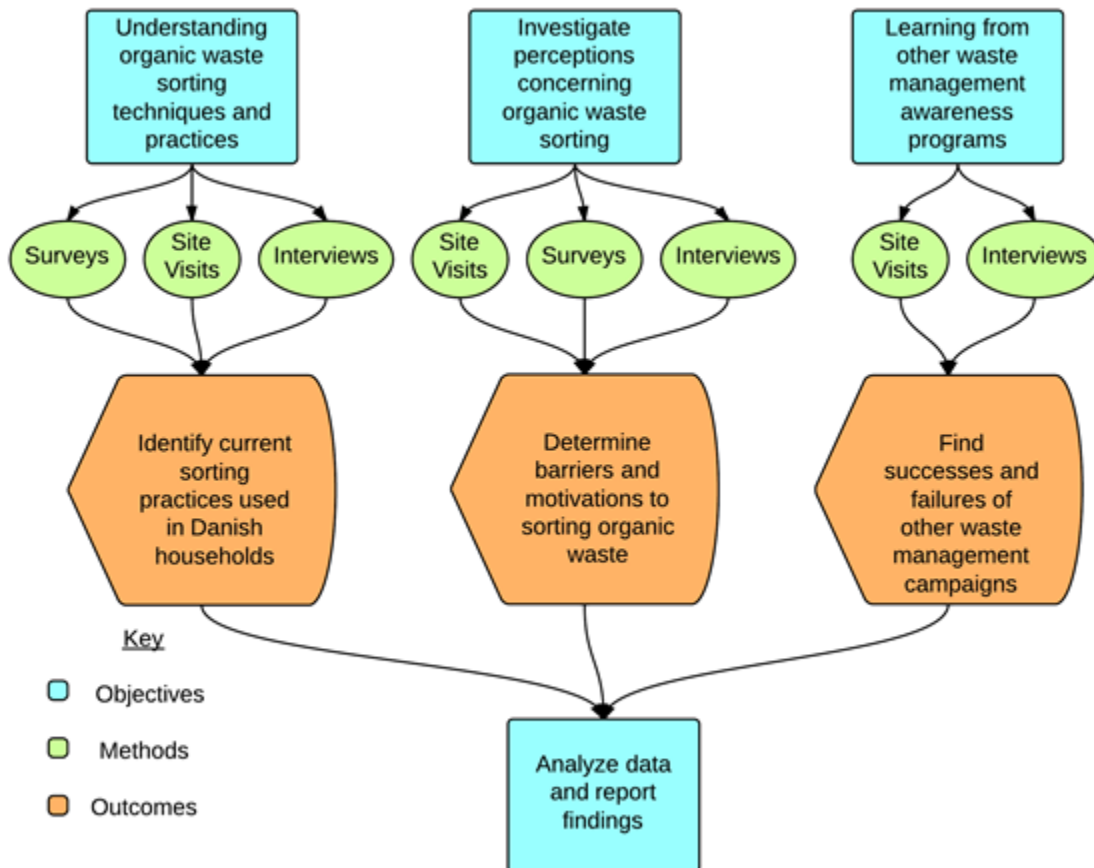 Understanding
organic waste
sorting
techniques and
practices
Investigate
perceptions
concerning
organic waste
sorting
Learning from
other waste
management
awareness
programs
Surveys
Site
Visits
Interviews
Site
Visits
Surveys
Interviews
Site
Visits
Interviews
Identify current
sorting
practices used
in Danish
households
Determine
barriers and
motivations to
sorting organic
waste
Find
successes and
failures of
other waste
management
campaigns
Key
Objectives
Methods
Outcomes
Analyze data
and report
findings